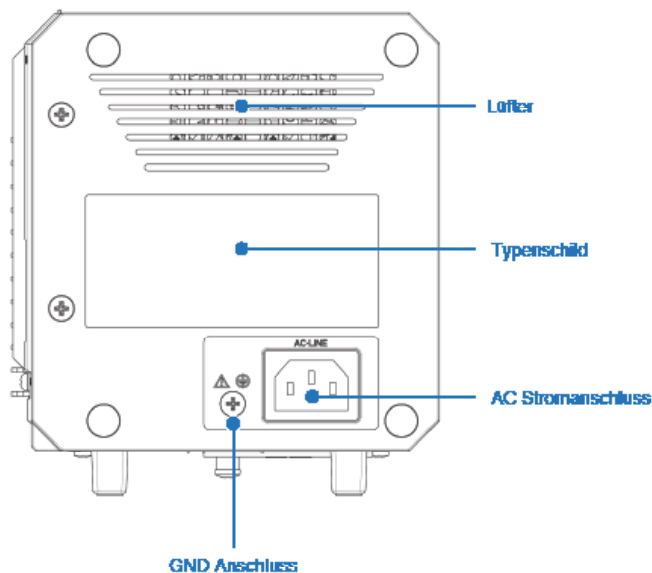 Lüfter
Typenschild
AC-LINE
AC Stromanschluss
GND Anschluss